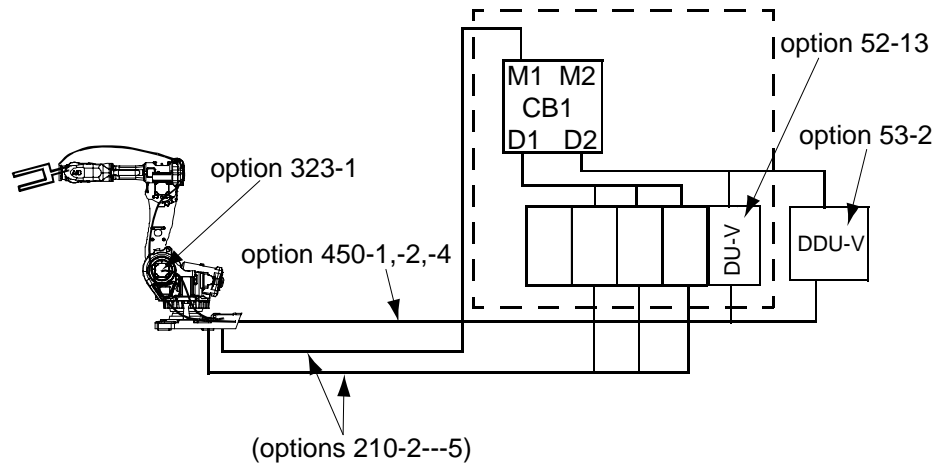 option 52-13
M1 M2
CB1
D1 D2
option 53-2
option 323-1
DU-V
DDU-V
option 450-1,-2,-4
(options 210-2---5)